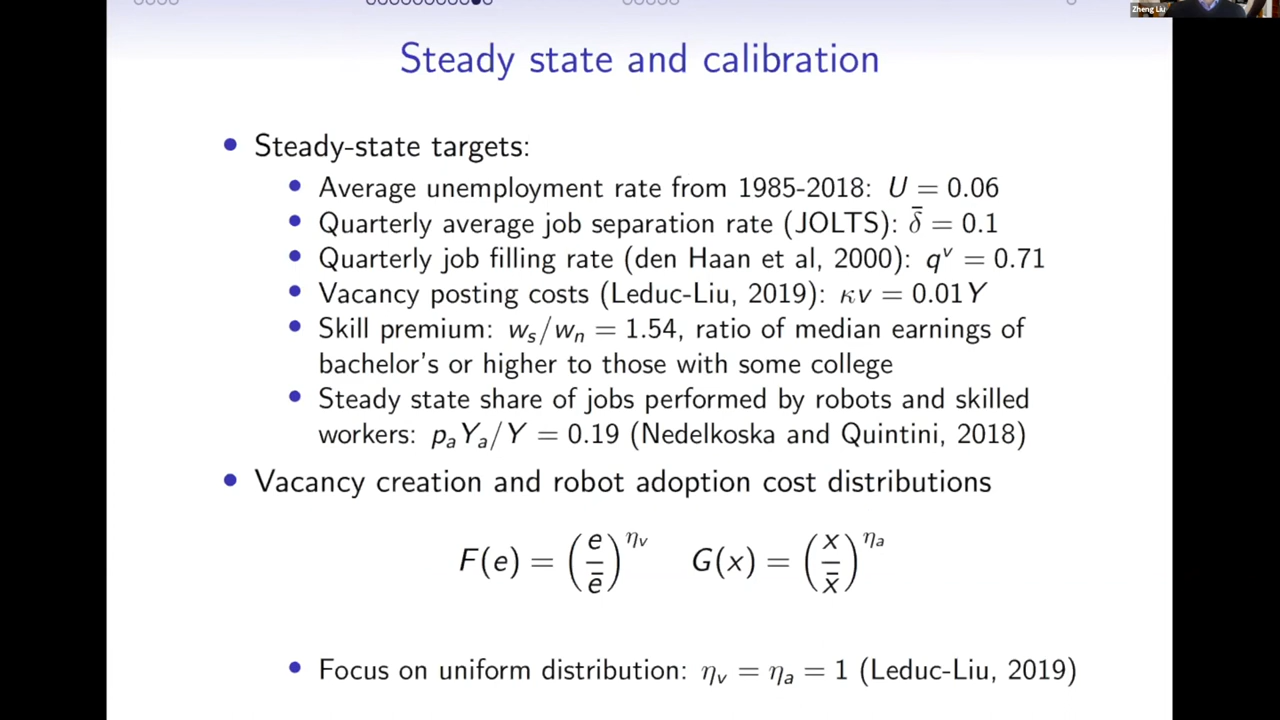 Zheng Liu
Steady state and calibration
• Steady-state targets:
• Average unemployment rate from 1985-2018: U = 0.06
• Quarterly average job separation rate (JOLTS): δ̄ = 0.1
• Quarterly job filling rate (den Haan et al, 2000): qᵛ = 0.71
• Vacancy posting costs (Leduc-Liu, 2019): κv = 0.01Y
• Skill premium: w_s/w_n = 1.54, ratio of median earnings of
bachelor's or higher to those with some college
• Steady state share of jobs performed by robots and skilled
workers: p_aY_a/Y = 0.19 (Nedelkoska and Quintini, 2018)
• Vacancy creation and robot adoption cost distributions
F(e) = (e/ē)^{η_v} G(x) = (x/x̄)^{η_a}
• Focus on uniform distribution: η_v = η_a = 1 (Leduc-Liu, 2019)